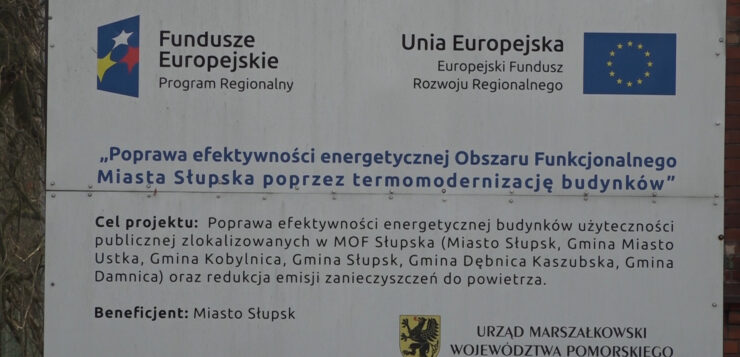 Fundusze
Europejskie
Program Regionalny
Unia Europejska
Europejski Fundusz
Rozwoju Regionalnego
„Poprawa efektywności energetycznej Obszaru Funkcjonalnego
Miasta Słupska poprzez termomodernizację budynków”
Cel projektu: Poprawa efektywności energetycznej budynków użyteczności
publicznej zlokalizowanych w MOF Słupska (Miasto Słupsk, Gmina Miasto
Ustka, Gmina Kobylnica, Gmina Słupsk, Gmina Dębnica Kaszubska, Gmina
Damnica) oraz redukcja emisji zanieczyszczeń do powietrza.
Beneficjent: Miasto Słupsk
URZĄD MARSZAŁKOWSKI
WOJEWÓDZTWA POMORSKIEGO